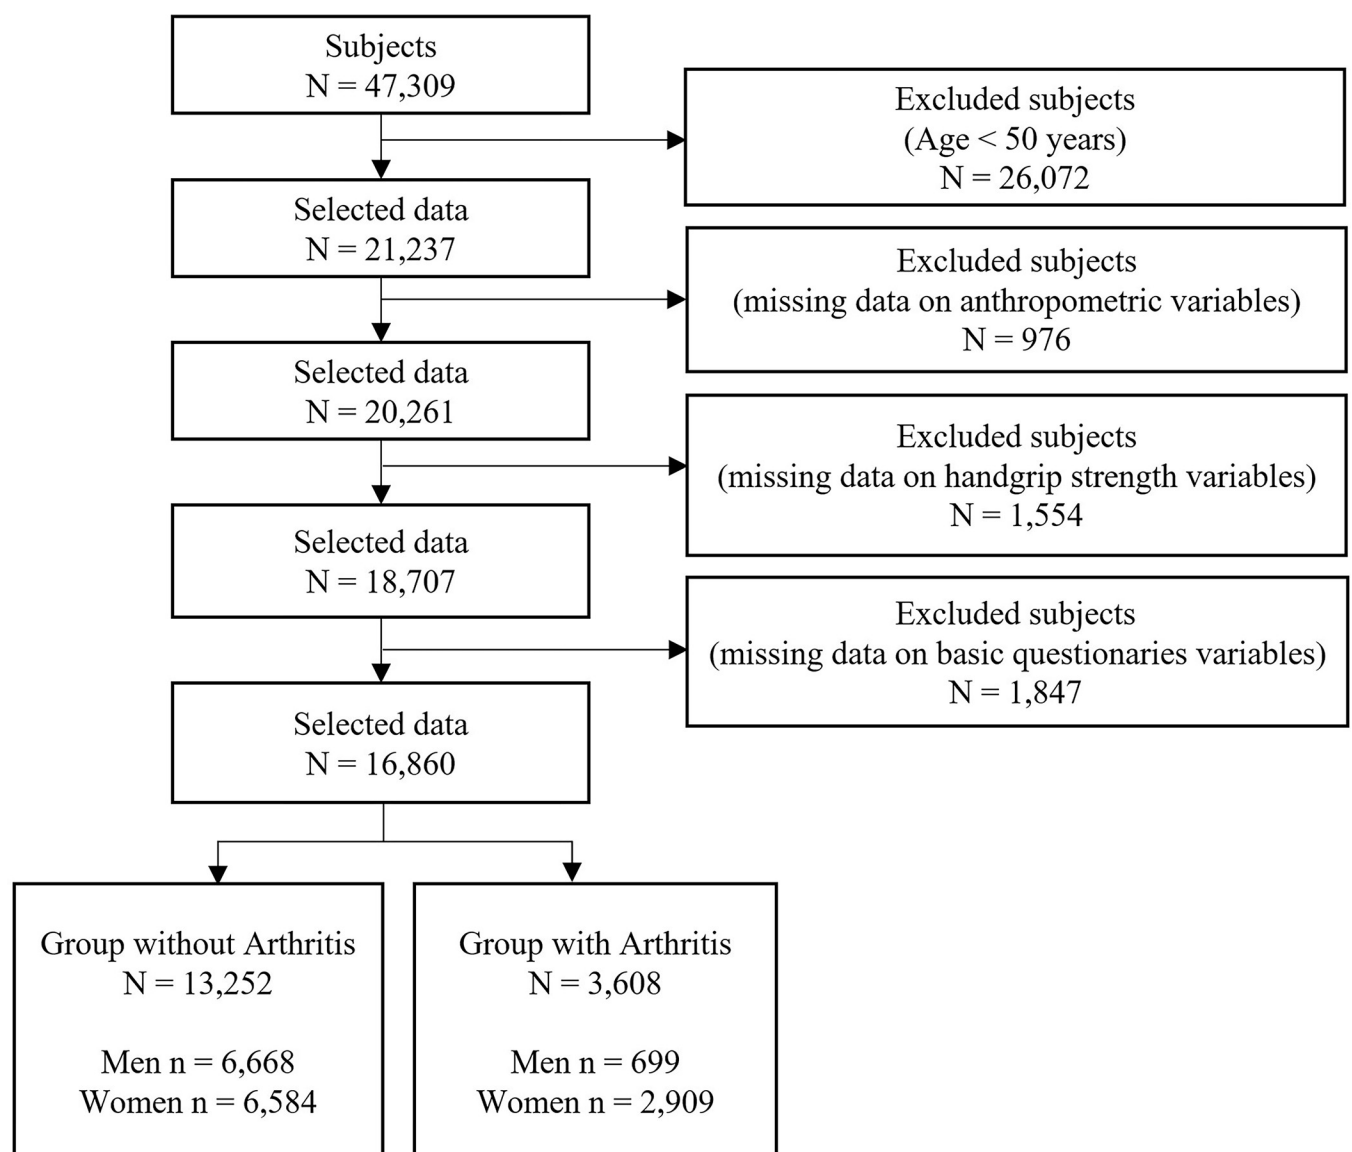 Subjects
N = 47,309
Excluded subjects
(Age < 50 years)
N = 26,072
Selected data
N = 21,237
Excluded subjects
(missing data on anthropometric variables)
N = 976
Selected data
N = 20,261
Excluded subjects
(missing data on handgrip strength variables)
N = 1,554
Selected data
N = 18,707
Excluded subjects
(missing data on basic questionaries variables)
N = 1,847
Selected data
N = 16,860
Group without Arthritis
N = 13,252
Men n = 6,668
Women n = 6,584
Group with Arthritis
N = 3,608
Men n = 699
Women n = 2,909